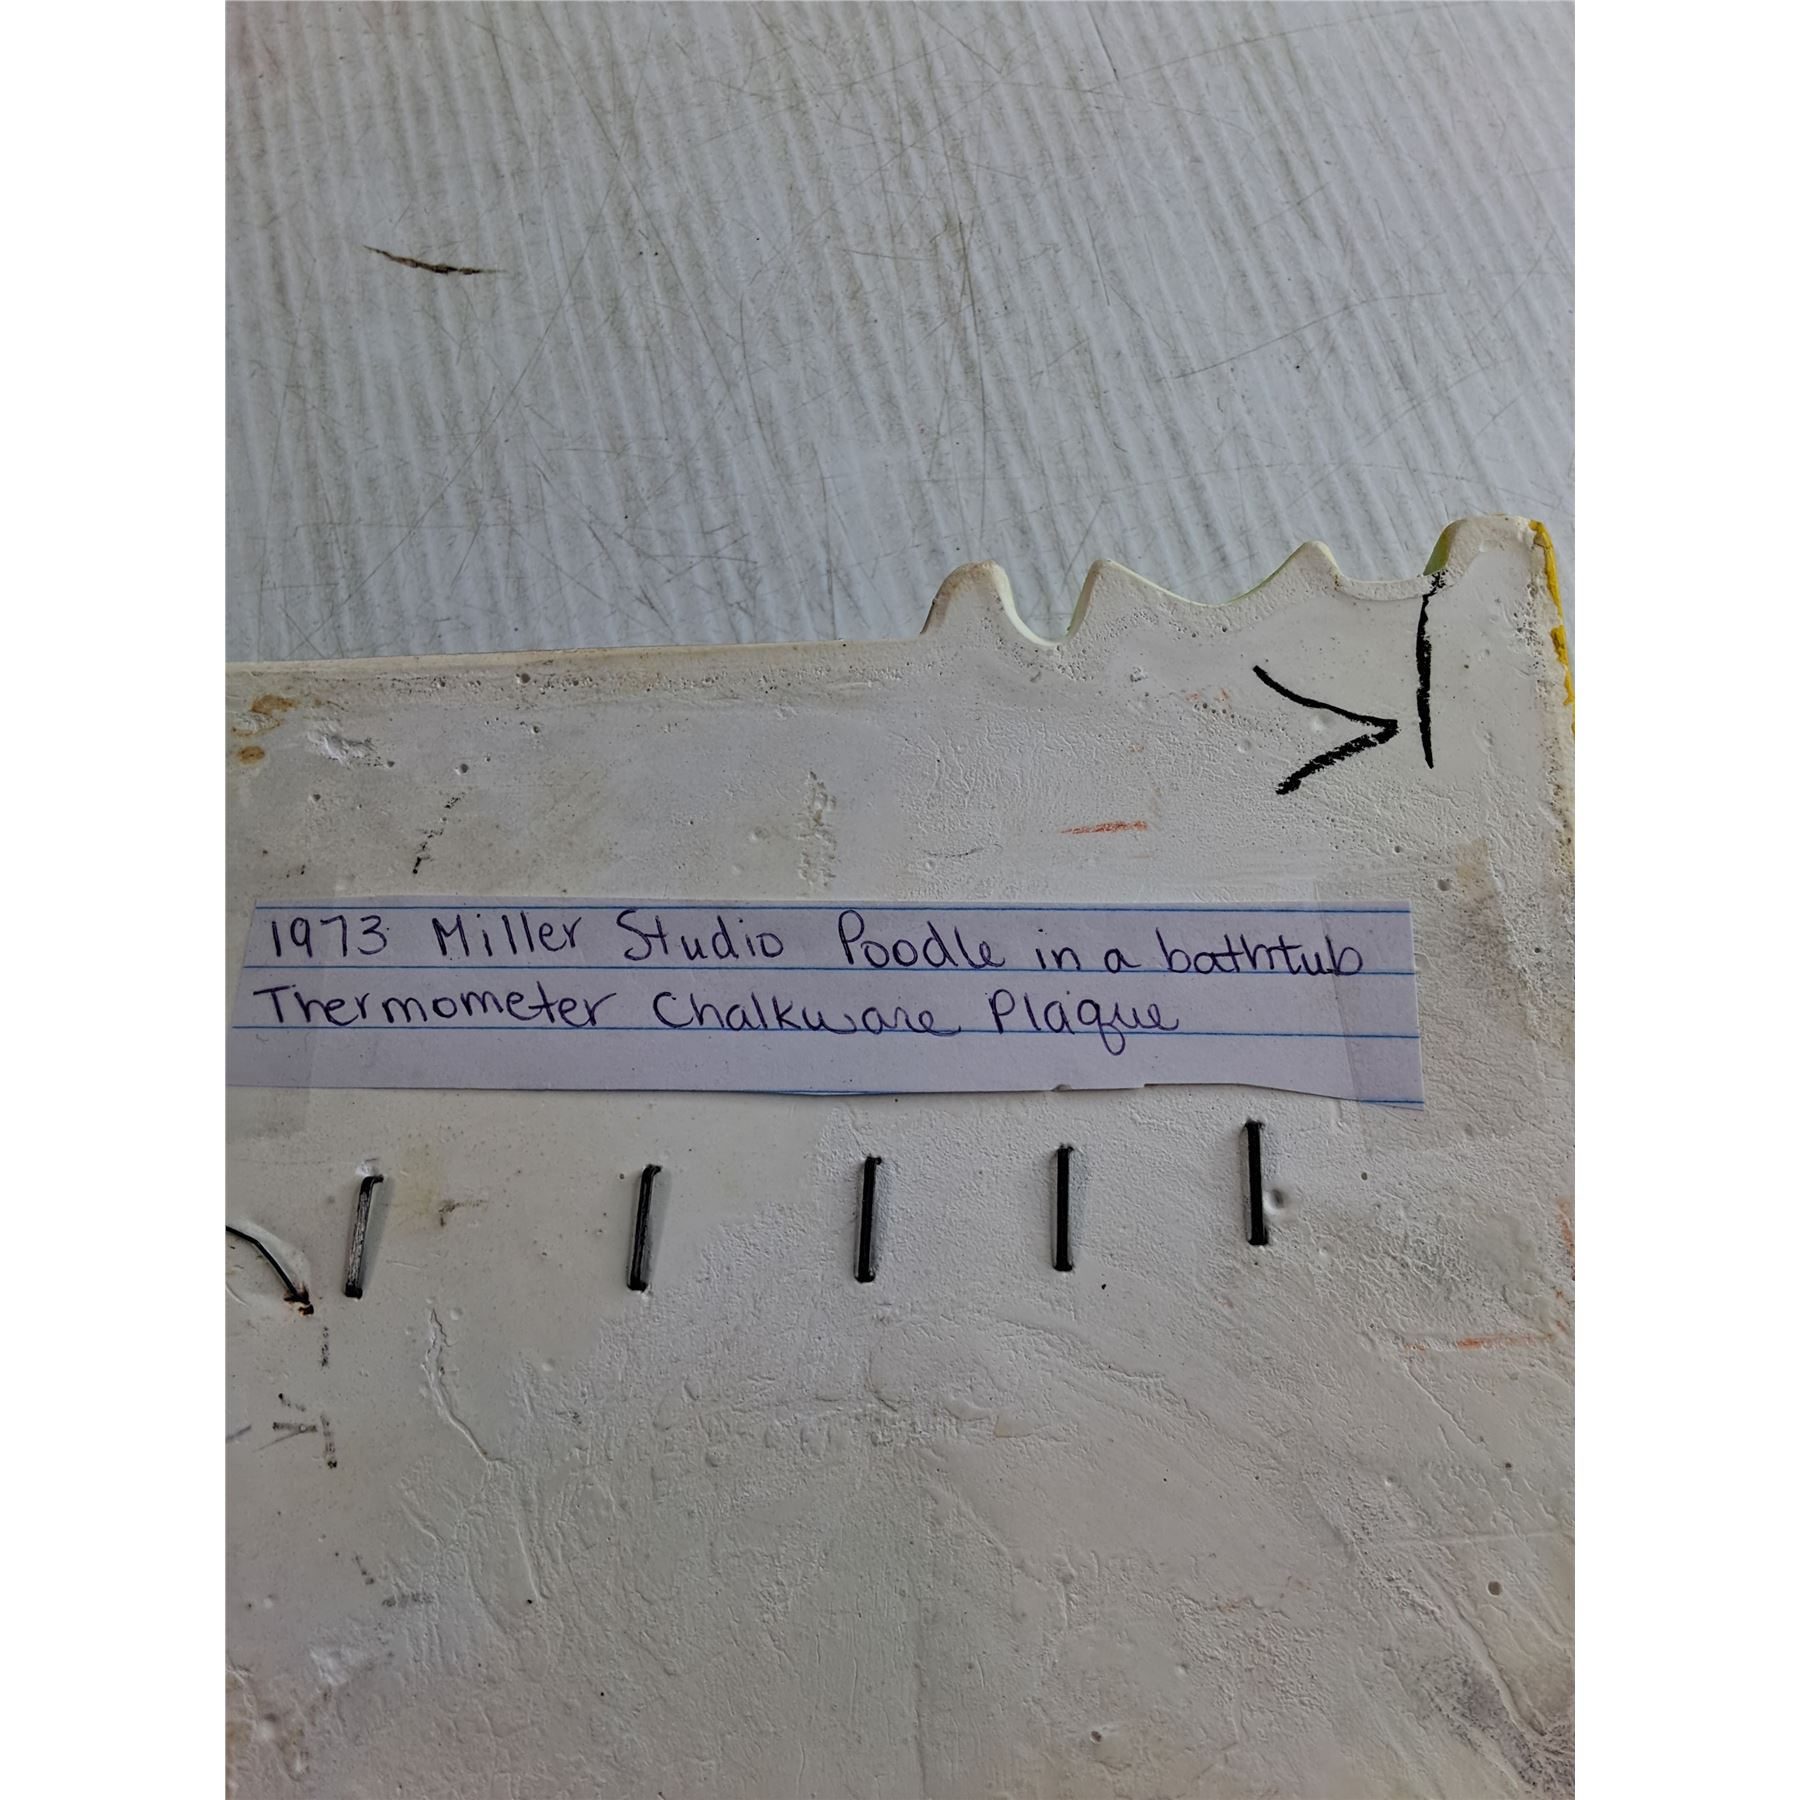 1973 Miller Studio Poodle in a bathtub
Thermometer Chalkware Plaque